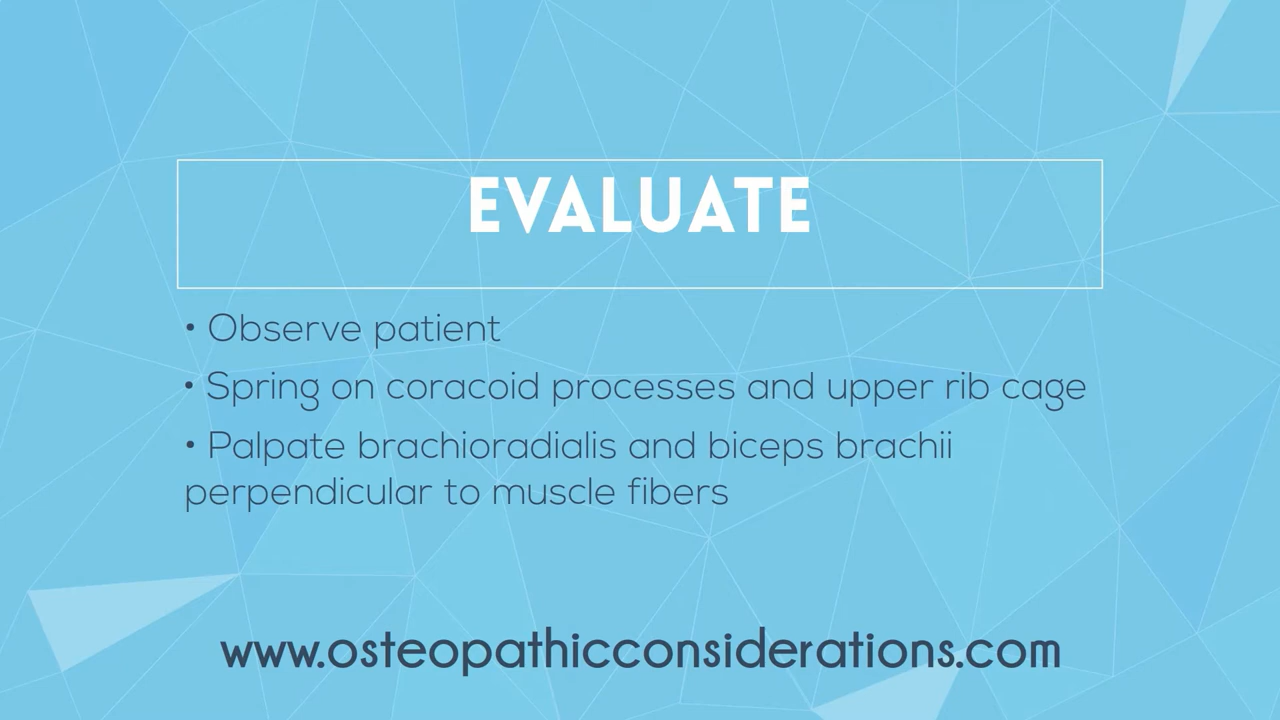 EVALUATE
• Observe patient
• Spring on coracoid processes and upper rib cage
• Palpate brachioradialis and biceps brachii
perpendicular to muscle fibers
www.osteopathicconsiderations.com